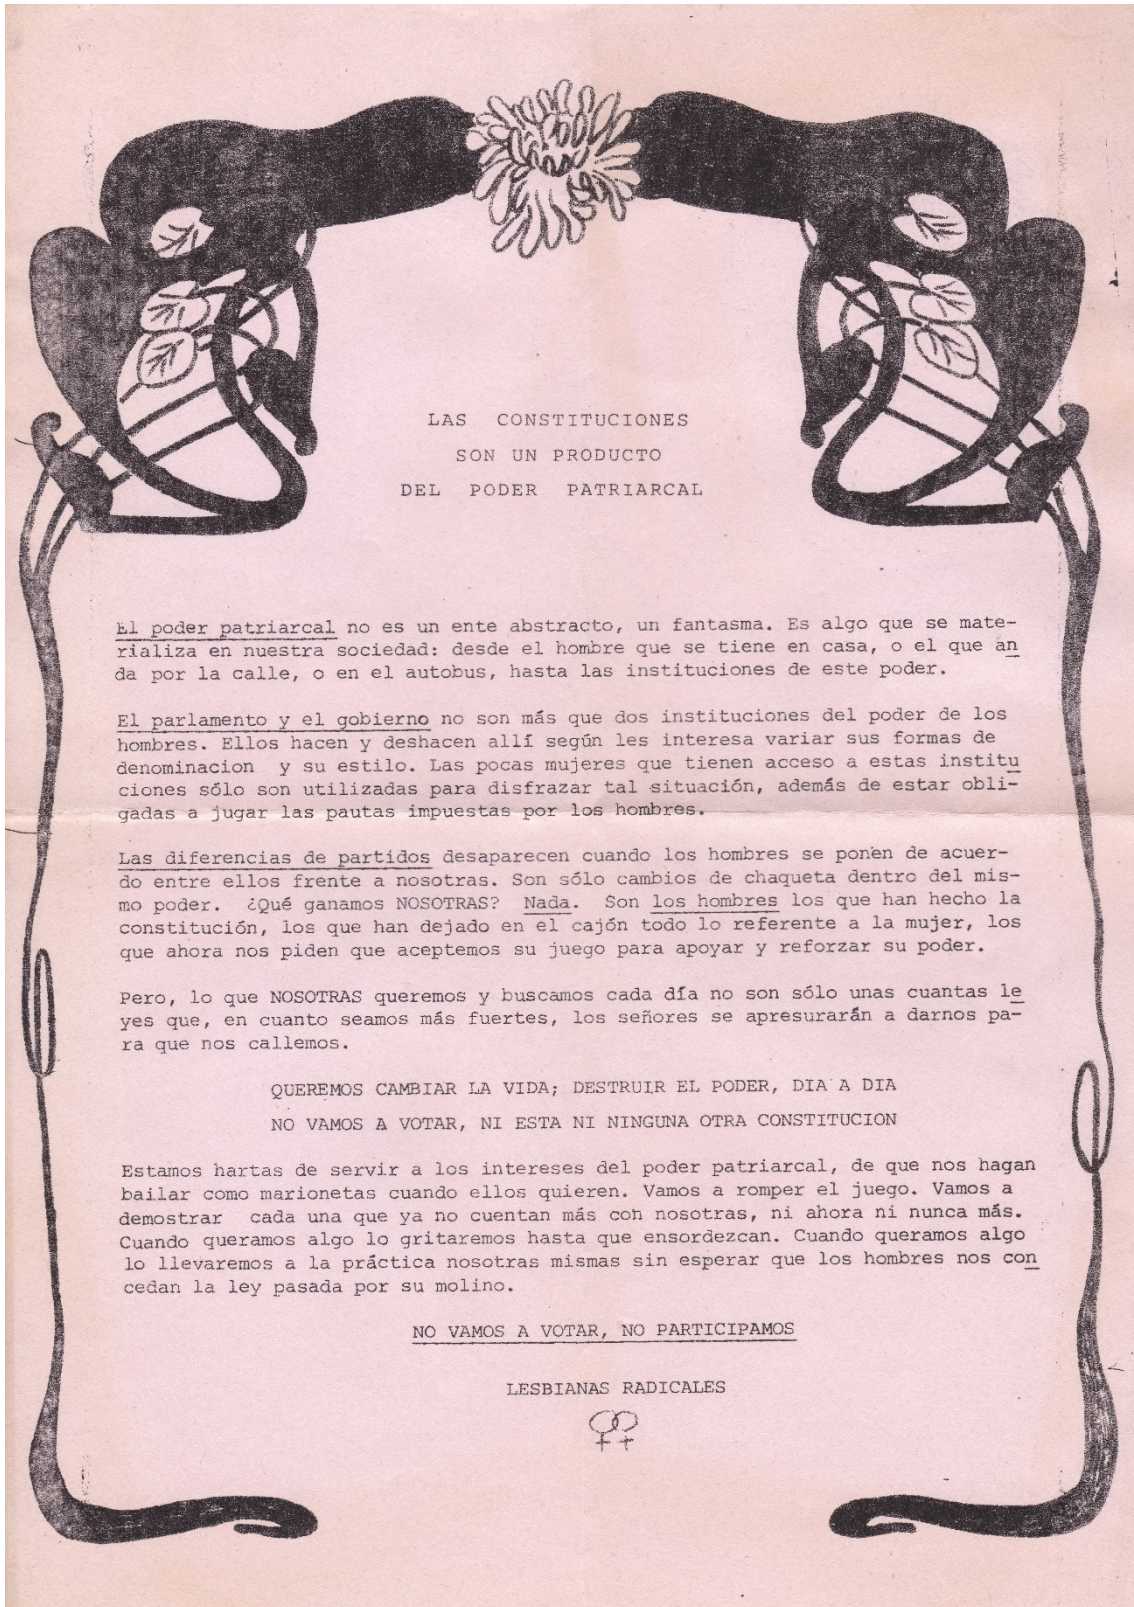 LAS CONSTITUCIONES
SON UN PRODUCTO
DEL PODER PATRIARCAL
El poder patriarcal no es un ente abstracto, un fantasma. Es algo que se mate-
rializa en nuestra sociedad: desde el hombre que se tiene en casa, o el que an
da por la calle, o en el autobus, hasta las instituciones de este poder.
El parlamento y el gobierno no son más que dos instituciones del poder de los
hombres. Ellos hacen y deshacen allí según les interesa variar sus formas de
denominacion y su estilo. Las pocas mujeres que tienen acceso a estas institu
ciones sólo son utilizadas para disfrazar tal situación, además de estar obli-
gadas a jugar las pautas impuestas por los hombres.
Las diferencias de partidos desaparecen cuando los hombres se ponen de acuer-
do entre ellos frente a nosotras. Son sólo cambios de chaqueta dentro del mis-
mo poder. ¿Qué ganamos NOSOTRAS? Nada. Son los hombres los que han hecho la
constitución, los que han dejado en el cajón todo lo referente a la mujer, los
que ahora nos piden que aceptemos su juego para apoyar y reforzar su poder.
Pero, lo que NOSOTRAS queremos y buscamos cada día no son sólo unas cuantas le
yes que, en cuanto seamos más fuertes, los señores se apresurarán a darnos pa-
ra que nos callemos.
QUEREMOS CAMBIAR LA VIDA; DESTRUIR EL PODER, DIA A DIA
NO VAMOS A VOTAR, NI ESTA NI NINGUNA OTRA CONSTITUCION
Estamos hartas de servir a los intereses del poder patriarcal, de que nos hagan
bailar como marionetas cuando ellos quieren. Vamos a romper el juego. Vamos a
demostrar cada una que ya no cuentan más con nosotras, ni ahora ni nunca más.
Cuando queramos algo lo gritaremos hasta que ensordezcan. Cuando queramos algo
lo llevaremos a la práctica nosotras mismas sin esperar que los hombres nos con
cedan la ley pasada por su molino.
NO VAMOS A VOTAR, NO PARTICIPAMOS
LESBIANAS RADICALES